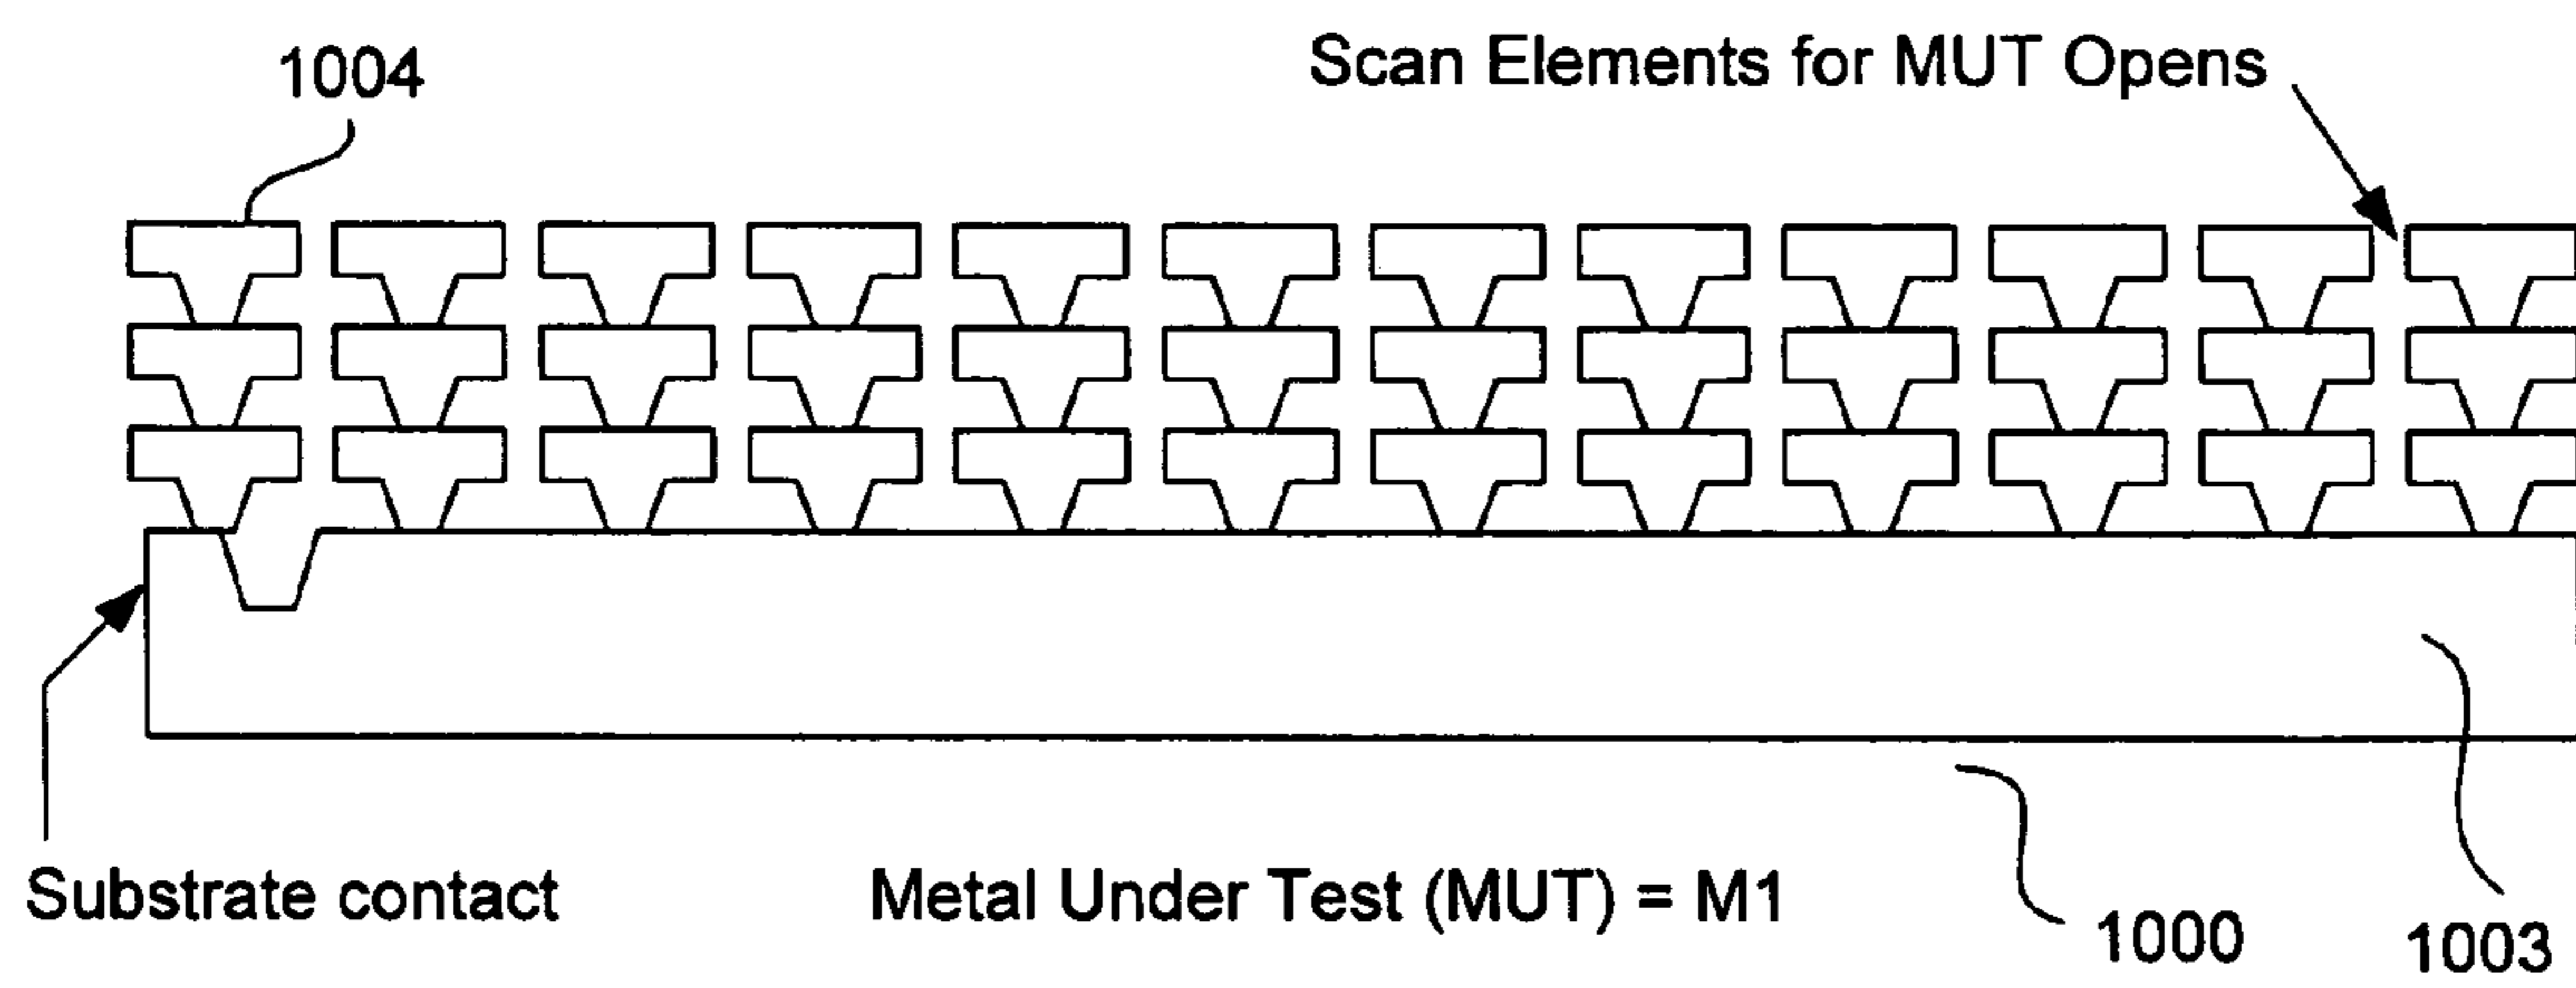 1004
Scan Elements for MUT Opens
Substrate contact
Metal Under Test (MUT) = M1
1000
1003